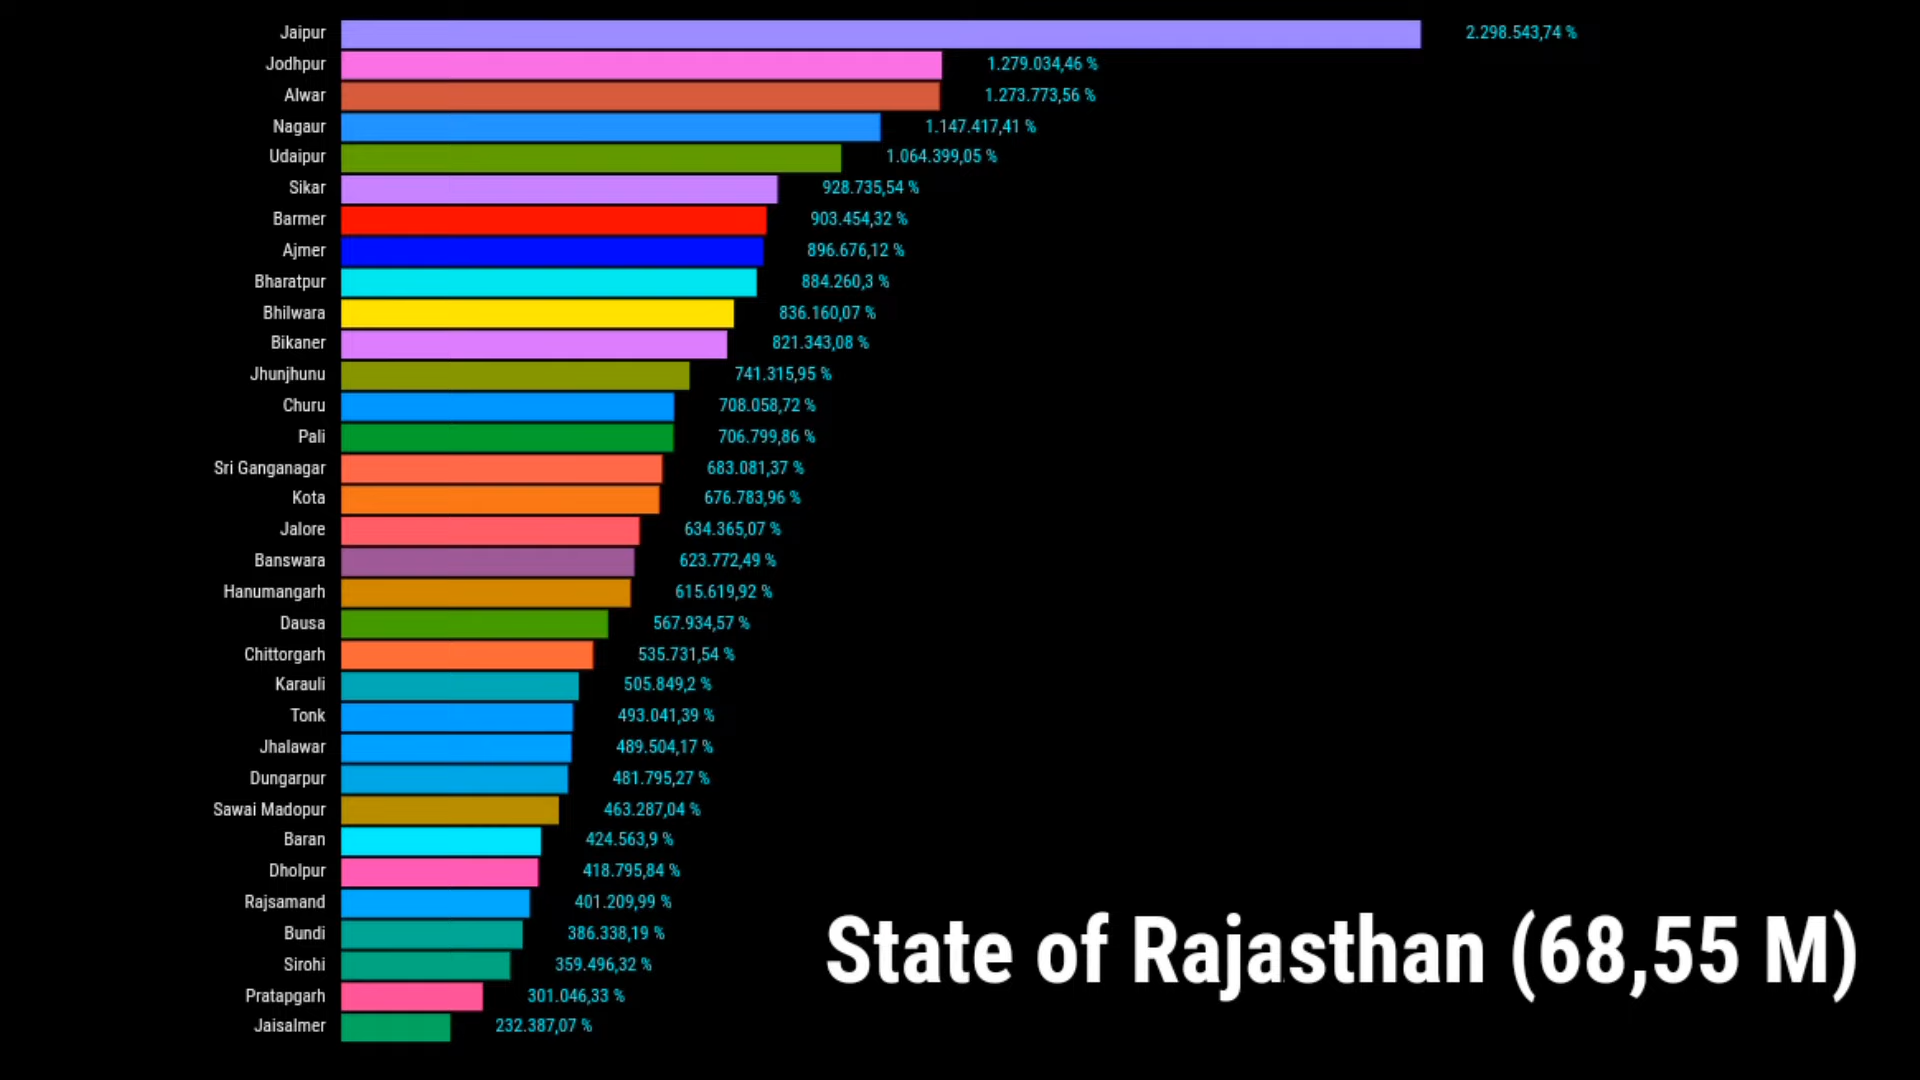 Jaipur 2.298.543,74 %
Jodhpur 1.279.034,46 %
Alwar 1.273.773,56 %
Nagaur 1.147.417,41 %
Udaipur 1.064.399,05 %
Sikar 928.735,54 %
Barmer 903.454,32 %
Ajmer 896.676,12 %
Bharatpur 884.260,3 %
Bhilwara 836.160,07 %
Bikaner 821.343,08 %
Jhunjhunu 741.315,95 %
Churu 708.058,72 %
Pali 706.799,86 %
Sri Ganganagar 683.081,37 %
Kota 676.783,96 %
Jalore 634.365,07 %
Banswara 623.772,49 %
Hanumangarh 615.619,92 %
Dausa 567.934,57 %
Chittorgarh 535.731,54 %
Karauli 505.849,2 %
Tonk 493.041,39 %
Jhalawar 489.504,17 %
Dungarpur 481.795,27 %
Sawai Madopur 463.287,04 %
Baran 424.563,9 %
Dholpur 418.795,84 %
Rajsamand 401.209,99 %
Bundi 386.338,19 %
Sirohi 359.496,32 %
Pratapgarh 301.046,33 %
Jaisalmer 232.387,07 %
State of Rajasthan (68,55 M)